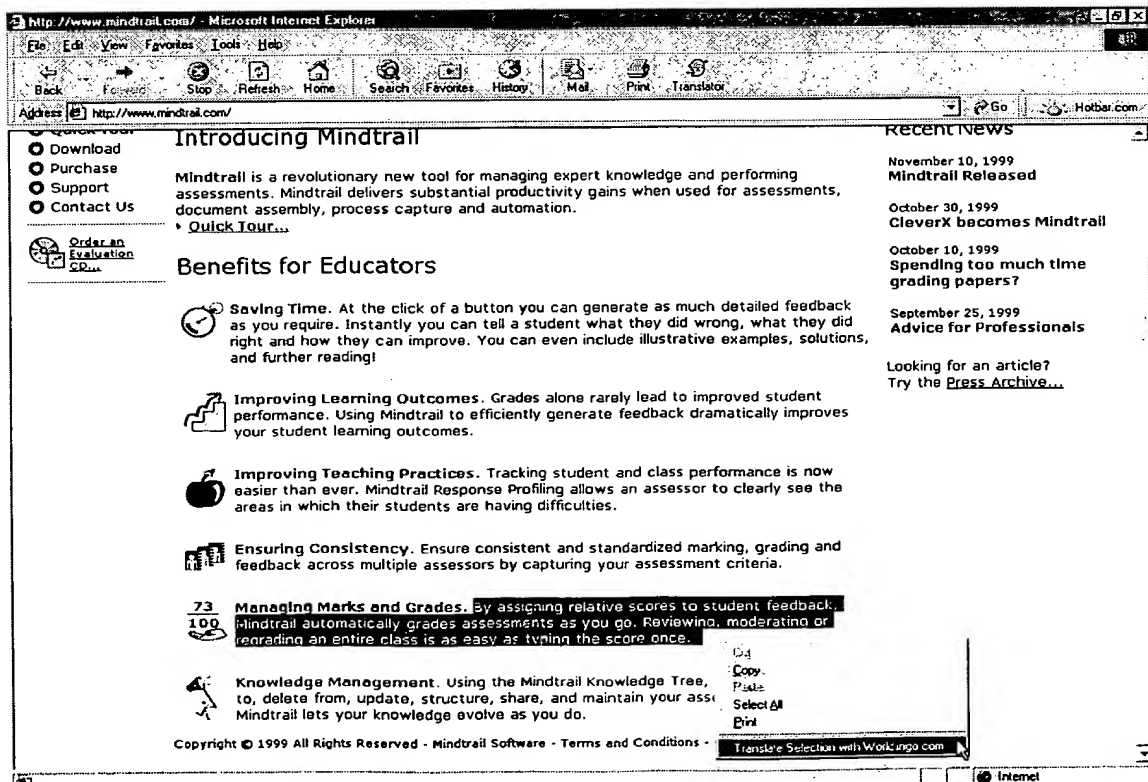 http://www.mindtrail.com/ - Microsoft Internet Explorer
File Edit View Favorites Tools Help
Back Forward Stop Refresh Home Search Favorites History Mail Print Translator
Address http://www.mindtrail.com/ Go Hotbar.com
Quick Tour
Download
Purchase
Support
Contact Us
Order an
Evaluation
CD...
Introducing Mindtrail
Mindtrail is a revolutionary new tool for managing expert knowledge and performing
assessments. Mindtrail delivers substantial productivity gains when used for assessments,
document assembly, process capture and automation.
Quick Tour...
Benefits for Educators
Saving Time. At the click of a button you can generate as much detailed feedback
as you require. Instantly you can tell a student what they did wrong, what they did
right and how they can improve. You can even include illustrative examples, solutions,
and further reading!
Improving Learning Outcomes. Grades alone rarely lead to improved student
performance. Using Mindtrail to efficiently generate feedback dramatically improves
your student learning outcomes.
Improving Teaching Practices. Tracking student and class performance is now
easier than ever. Mindtrail Response Profiling allows an assessor to clearly see the
areas in which their students are having difficulties.
Ensuring Consistency. Ensure consistent and standardized marking, grading and
feedback across multiple assessors by capturing your assessment criteria.
73
100
Managing Marks and Grades. By assigning relative scores to student feedback,
Mindtrail automatically grades assessments as you go. Reviewing, moderating or
regrading an entire class is as easy as typing the score once.
Knowledge Management. Using the Mindtrail Knowledge Tree,
to, delete from, update, structure, share, and maintain your asse
Mindtrail lets your knowledge evolve as you do.
Copyright © 1999 All Rights Reserved - Mindtrail Software - Terms and Conditions -
Cut
Copy
Paste
Select All
Print
Translate Selection with Worldlingo.com
Recent News
November 10, 1999
Mindtrail Released
October 30, 1999
CleverX becomes Mindtrail
October 10, 1999
Spending too much time
grading papers?
September 25, 1999
Advice for Professionals
Looking for an article?
Try the Press Archive...
Internet